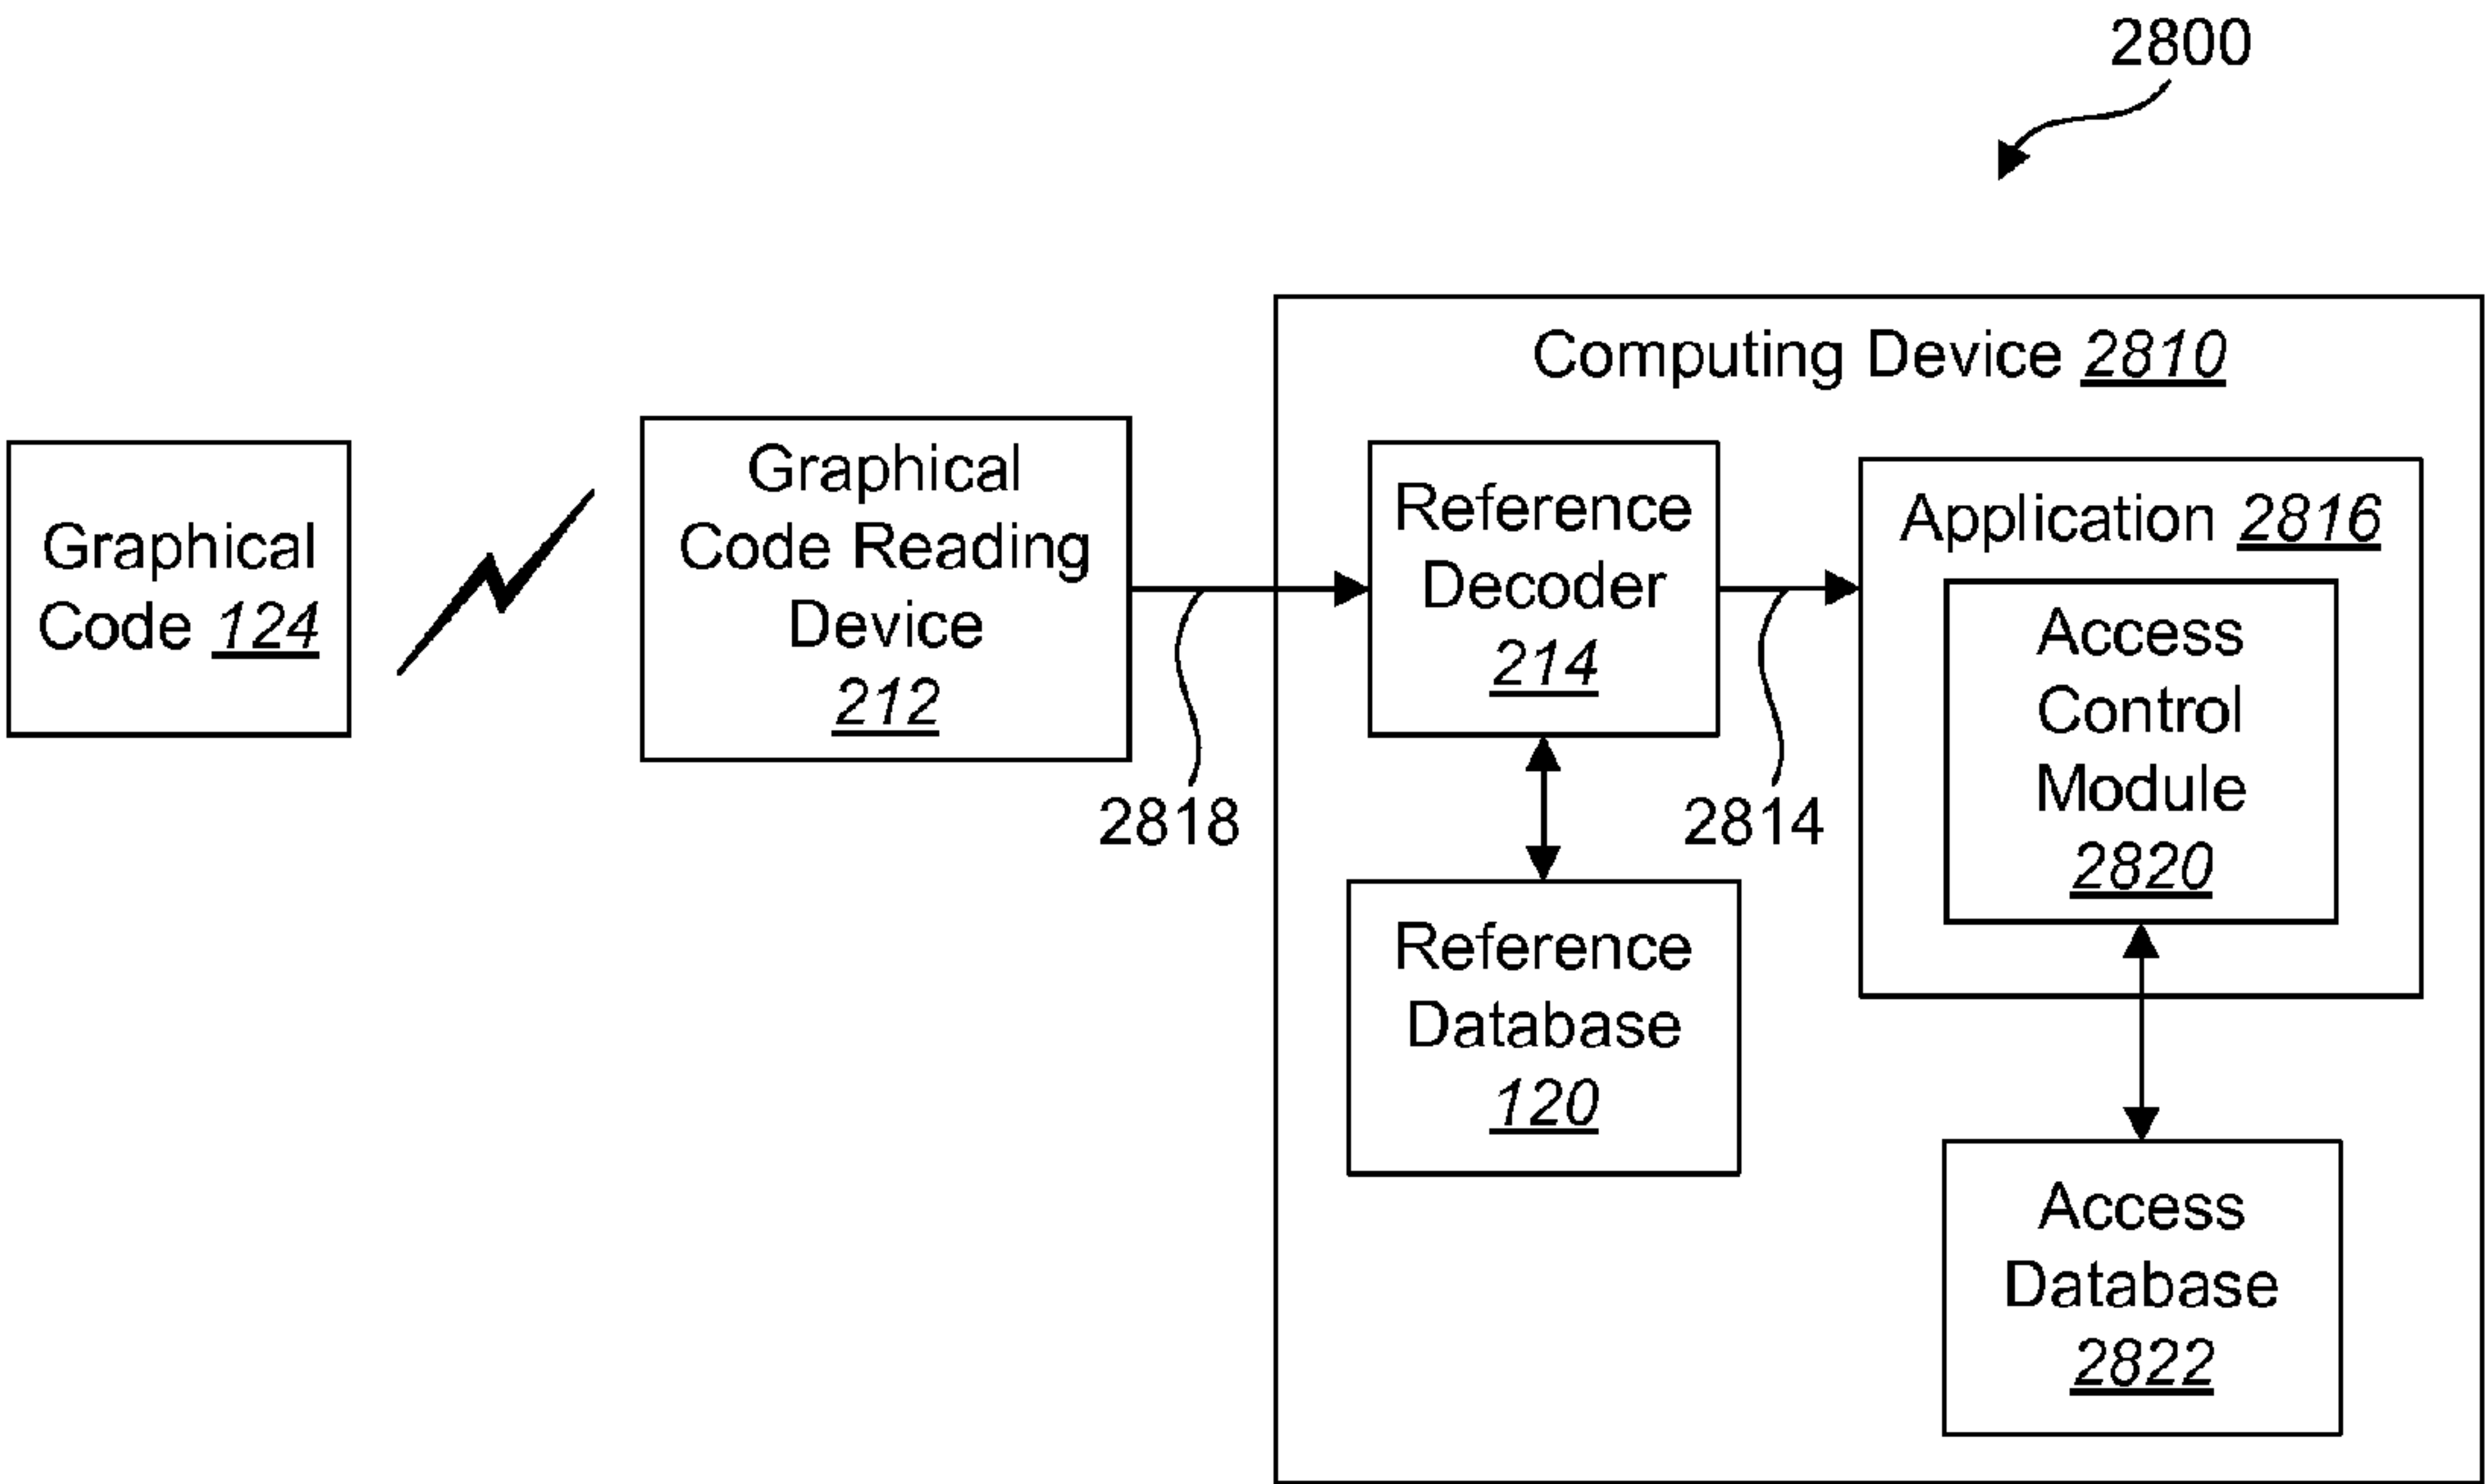 2800
Computing Device 2810
Graphical
Code 124
Graphical
Code Reading
Device
212
Reference
Decoder
214
Application 2816
Access
Control
Module
2820
2818
2814
Reference
Database
120
Access
Database
2822